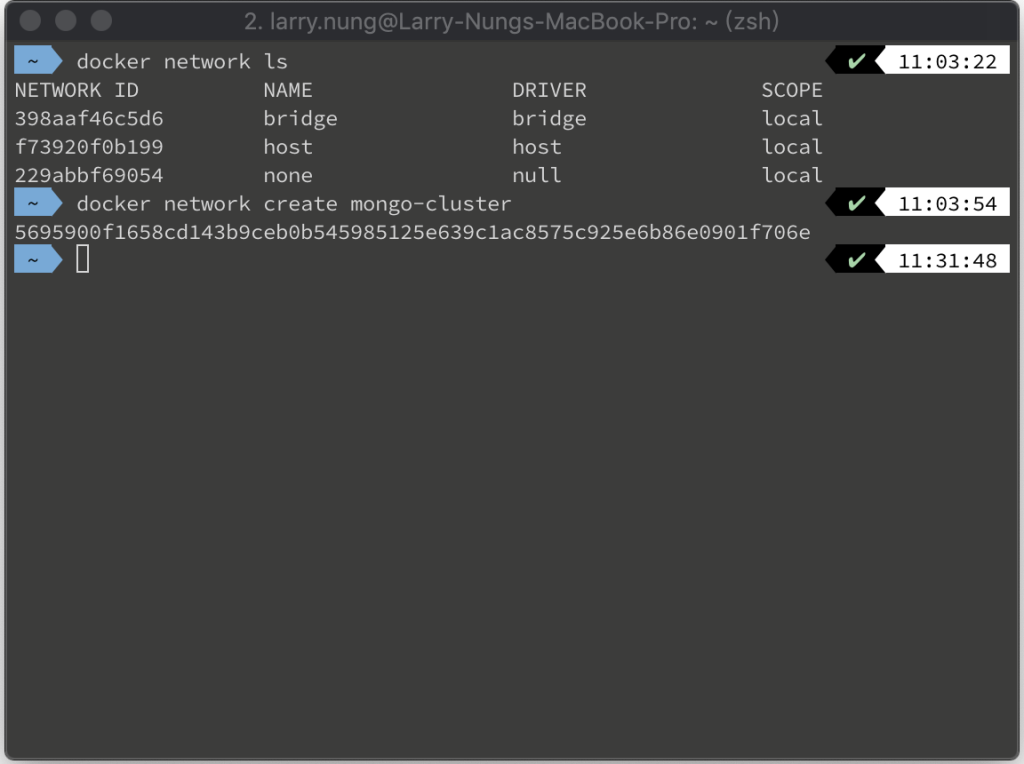 2. larry.nung@Larry-Nungs-MacBook-Pro: ~ (zsh)
~ docker network ls ✔ 11:03:22
NETWORK ID NAME DRIVER SCOPE
398aaf46c5d6 bridge bridge local
f73920f0b199 host host local
229abbf69054 none null local
~ docker network create mongo-cluster ✔ 11:03:54
5695900f1658cd143b9ceb0b545985125e639c1ac8575c925e6b86e0901f706e
~ ✔ 11:31:48